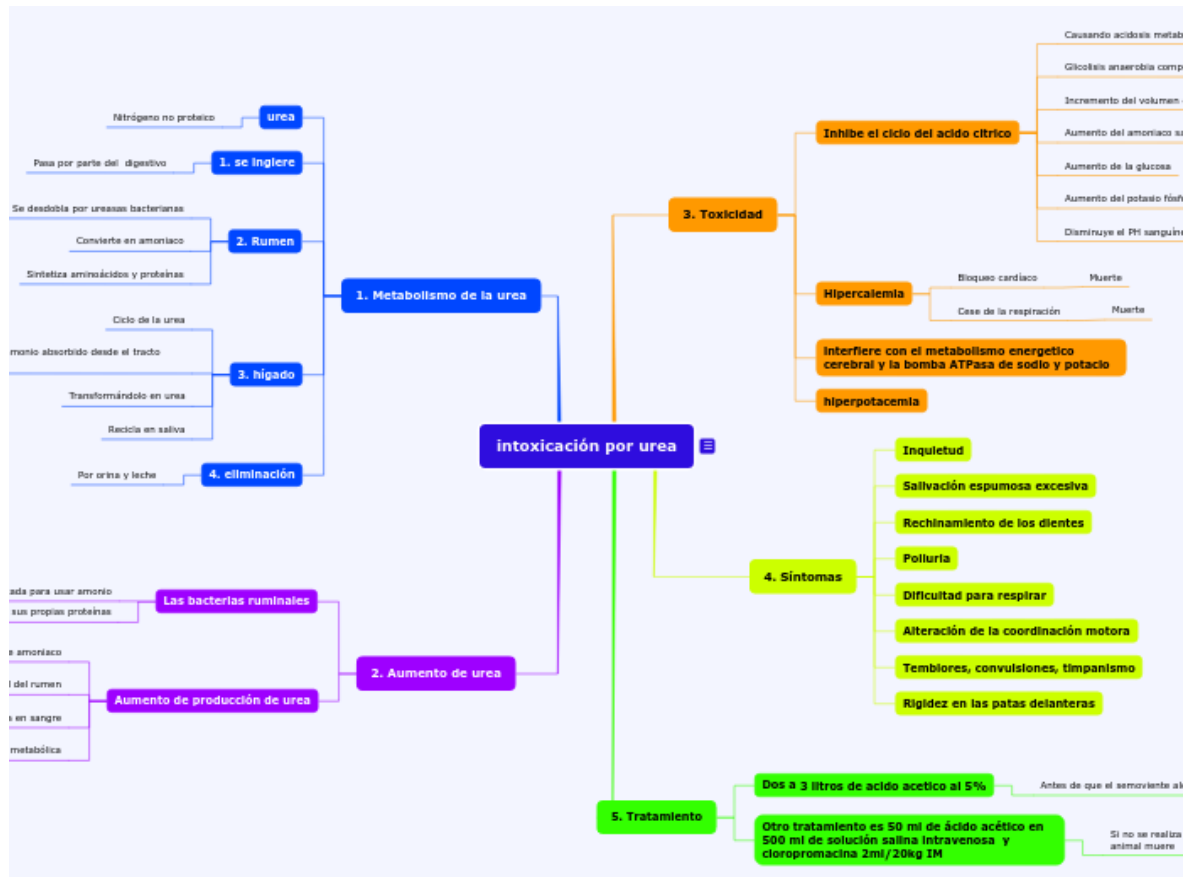 intoxicación por urea
1. Metabolismo de la urea
urea
Nitrógeno no proteico
1. se ingiere
Pasa por parte del digestivo
2. Rumen
Se desdobla por ureasas bacterianas
Convierte en amoniaco
Sintetiza aminoácidos y proteínas
3. hígado
Ciclo de la urea
absorbido desde el tracto
Transformándolo en urea
Recicla en saliva
4. eliminación
Por orina y leche
2. Aumento de urea
Las bacterias ruminales
para usar amonio
sus propias proteínas
Aumento de producción de urea
amoniaco
del rumen
en sangre
metabólica
3. Toxicidad
Inhibe el ciclo del acido citrico
Causando acidosis
Glicolisis anaerobia
Incremento del volumen
Aumento del amoniaco
Aumento de la glucosa
Aumento del potasio
Disminuye el PH
Hipercalemia
Bloqueo cardíaco
Muerte
Cese de la respiración
Muerte
Interfiere con el metabolismo energetico
cerebral y la bomba ATPasa de sodio y potacio
hiperpotacemia
4. Síntomas
Inquietud
Salivación espumosa excesiva
Rechinamiento de los dientes
Poliuria
Dificultad para respirar
Alteración de la coordinación motora
Temblores, convulsiones, timpanismo
Rigidez en las patas delanteras
5. Tratamiento
Dos a 3 litros de acido acetico al 5%
Antes de que el semoviente
Otro tratamiento es 50 ml de ácido acético en
500 ml de solución salina intravenosa y
cloropromacina 2ml/20kg IM
Si no se realiza
animal muere